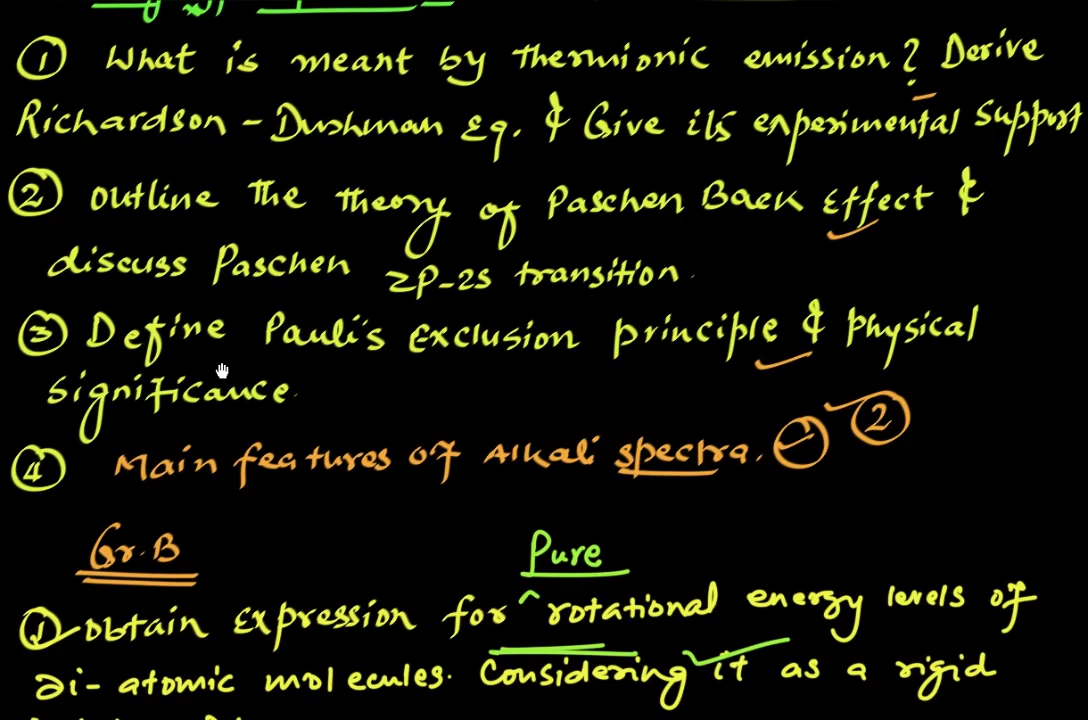 ① What is meant by Thermionic emission? Derive
Richardson - Dushman Eq. & Give its experimental support
② Outline the theory of Paschen Back Effect &
discuss Paschen 2P-2S transition.
③ Define Pauli's Exclusion principle & physical
significance.
④ Main features of Alkali spectra. ②
Gr. B
Pure
① obtain Expression for ^ rotational energy levels of
di-atomic molecules. Considering it as a rigid